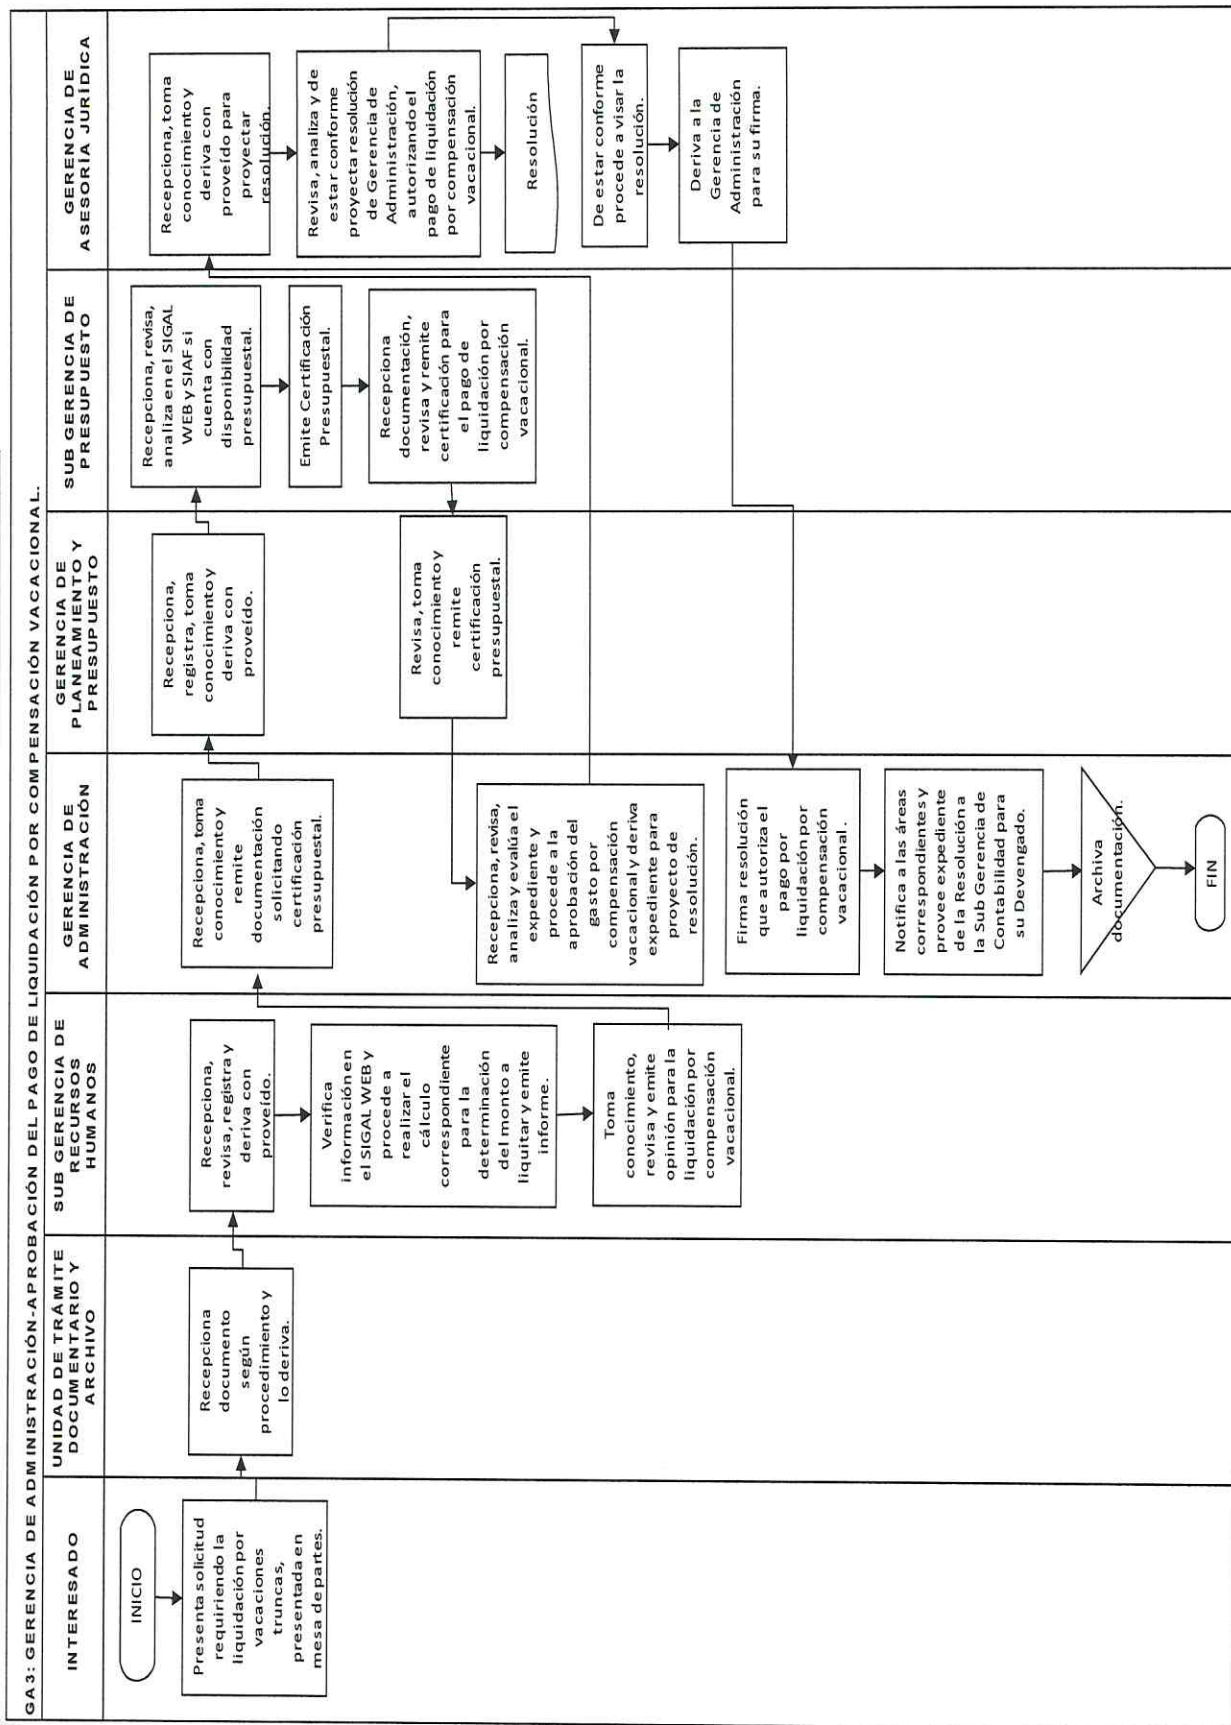 GA3: GERENCIA DE ADMINISTRACIÓN-APROBACIÓN DEL PAGO DE LIQUIDACIÓN POR COMPENSACIÓN VACACIONAL.
INTERESADO
UNIDAD DE TRÁMITE
DOCUMENTARIO Y
ARCHIVO
SUB GERENCIA DE
RECURSOS
HUMANOS
GERENCIA DE
ADMINISTRACIÓN
GERENCIA DE
PLANEAMIENTO Y
PRESUPUESTO
SUB GERENCIA DE
PRESUPUESTO
GERENCIA DE
ASESORÍA JURÍDICA
INICIO
Presenta solicitud
requiriendo la
liquidación por
vacaciones
truncas,
presentada en
mesa de partes.
Recepciona
documento
según
procedimiento y
lo deriva.
Recepciona,
revisa, registra y
deriva con
proveído.
Verifica
información en
el SIGAL WEB y
procede a
realizar el
cálculo
correspondiente
para la
determinación
del monto a
liquitar y emite
informe.
Toma
conocimiento,
revisa y emite
opinión para la
liquidación por
compensación
vacacional.
Recepciona, toma
conocimiento y
remite
documentación
solicitando
certificación
presupuestal.
Recepciona,
registra, toma
conocimiento y
deriva con
proveído.
Recepciona, revisa,
analiza en el SIGAL
WEB y SIAF si
cuenta con
disponibilidad
presupuestal.
Emite Certificación
Presupuestal.
Recepciona
documentación,
revisa y remite
certificación para
el pago de
liquidación por
compensación
vacacional.
Revisa, toma
conocimiento y
remite
certificación
presupuestal.
Recepciona, revisa,
analiza y evalúa el
expediente y
procede a la
aprobación del
gasto por
compensación
vacacional y deriva
expediente para
proyecto de
resolución.
Recepciona, toma
conocimiento y
deriva con
proveído para
proyectar
resolución.
Revisa, analiza y de
estar conforme
proyecta resolución
de Gerencia de
Administración,
autorizando el
pago de liquidación
por compensación
vacacional.
Resolución
De estar conforme
procede a visar la
resolución.
Deriva a la
Gerencia de
Administración
para su firma.
Firma resolución
que autoriza el
pago por
liquidación por
compensación
vacacional.
Notifica a las áreas
correspondientes y
provee expediente
de la Resolución a
la Sub Gerencia de
Contabilidad para
su Devengado.
Archiva
documentación.
FIN